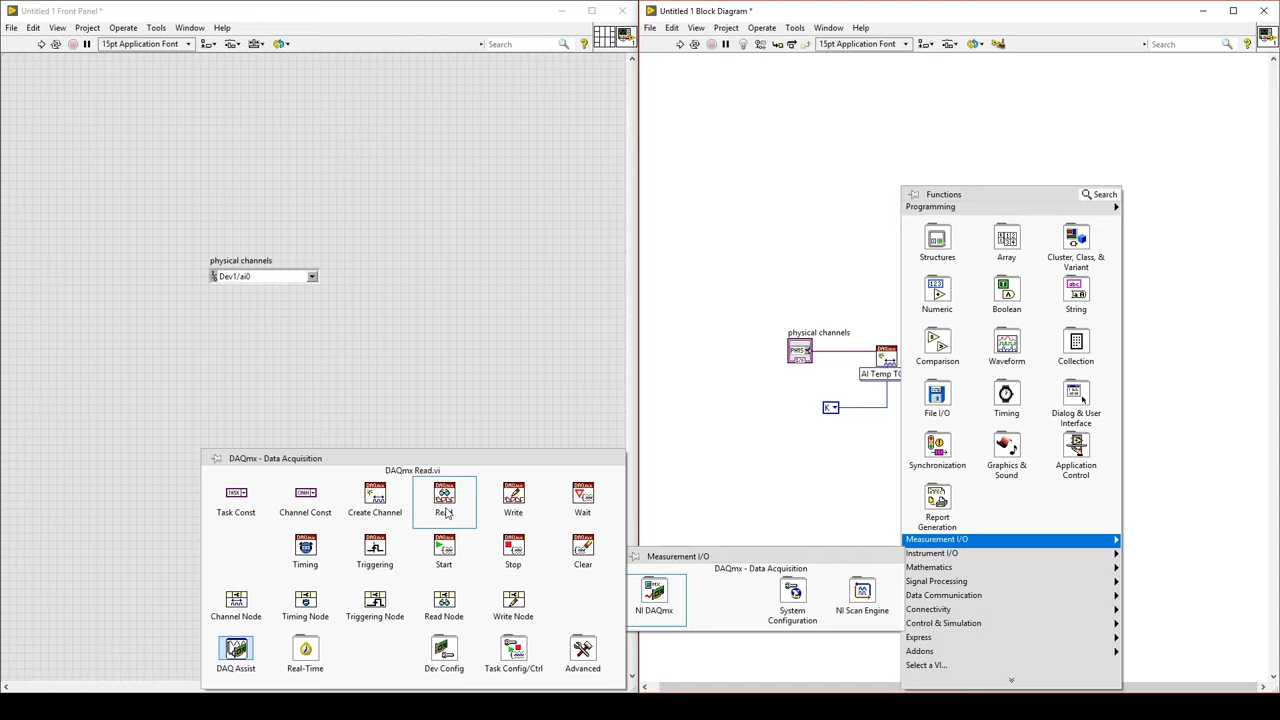 Untitled 1 Front Panel *
File Edit View Project Operate Tools Window Help
15pt Application Font
Search
physical channels
Dev1/ai0
Untitled 1 Block Diagram *
File Edit View Project Operate Tools Window Help
15pt Application Font
Search
physical channels
AI Temp TC
K
Functions
Search
Programming
Structures
Array
Cluster, Class, &
Variant
Numeric
Boolean
String
Comparison
Waveform
Collection
File I/O
Timing
Dialog & User
Interface
Synchronization
Graphics &
Sound
Application
Control
Report
Generation
Measurement I/O
Instrument I/O
Mathematics
Signal Processing
Data Communication
Connectivity
Control & Simulation
Express
Addons
Select a VI...
Measurement I/O
DAQmx - Data Acquisition
NI DAQmx
System
Configuration
NI Scan Engine
DAQmx - Data Acquisition
DAQmx Read.vi
Task Const
Channel Const
Create Channel
Read
Write
Wait
Timing
Triggering
Start
Stop
Clear
Channel Node
Timing Node
Triggering Node
Read Node
Write Node
DAQ Assist
Real-Time
Dev Config
Task Config/Ctrl
Advanced